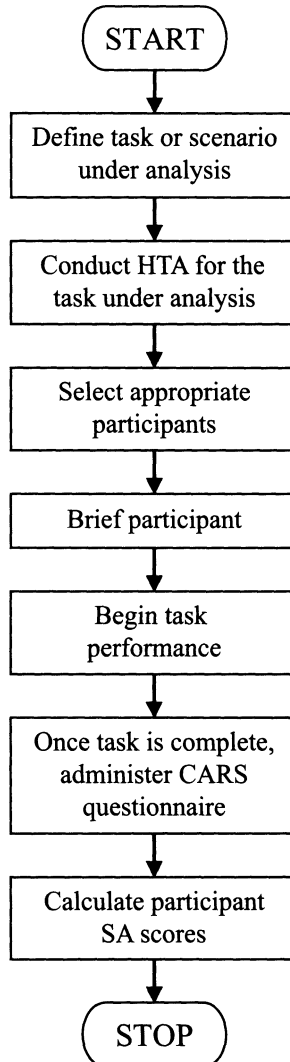 START
Define task or scenario
under analysis
Conduct HTA for the
task under analysis
Select appropriate
participants
Brief participant
Begin task
performance
Once task is complete,
administer CARS
questionnaire
Calculate participant
SA scores
STOP